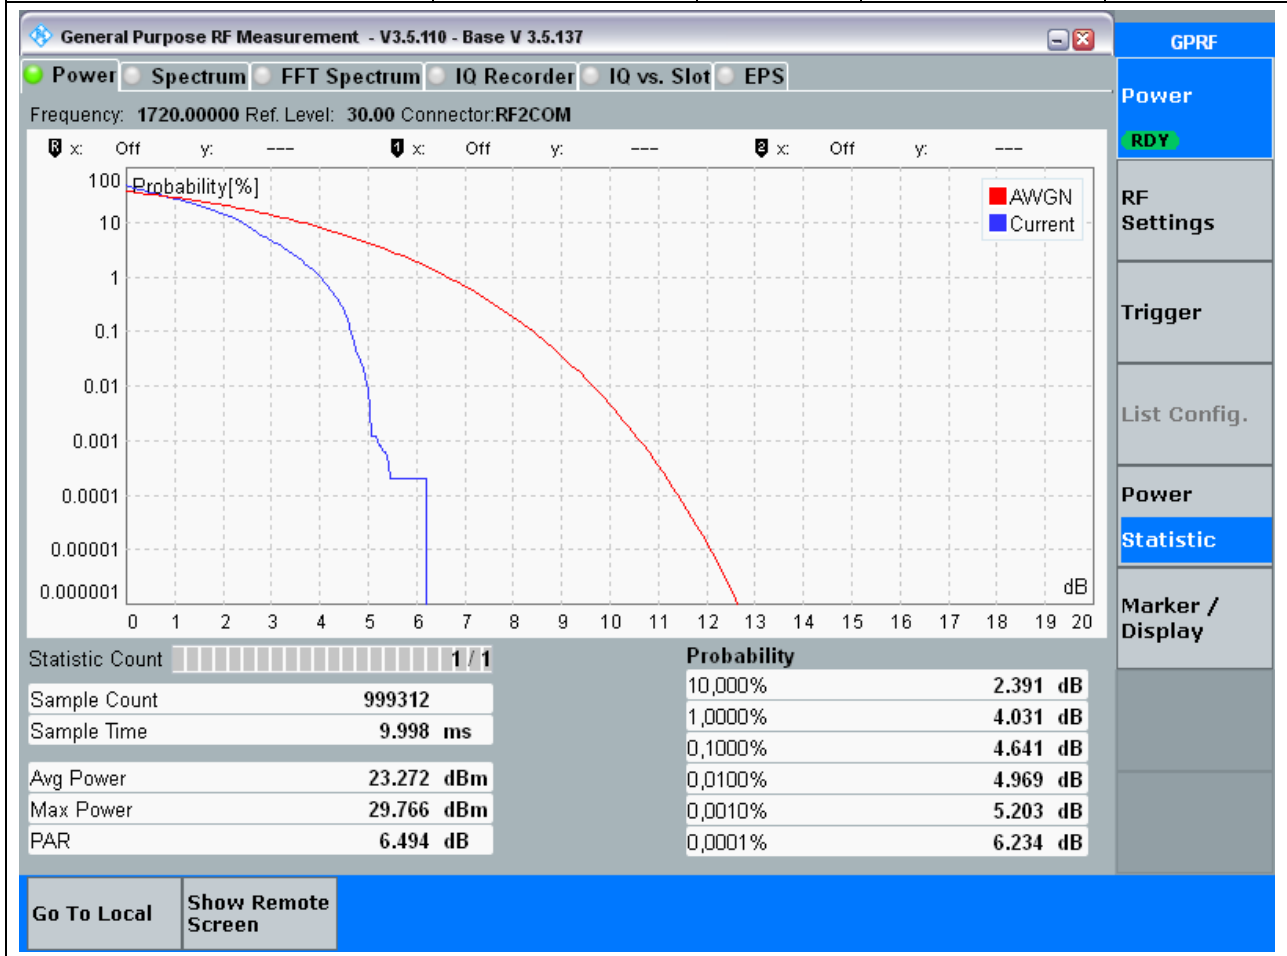 General Purpose RF Measurement - V3.5.110 - Base V 3.5.137
GPRF
Power Spectrum FFT Spectrum IQ Recorder IQ vs. Slot EPS
Frequency: 1720.00000 Ref. Level: 30.00 Connector:RF2COM
R x: Off y: --- 1 x: Off y: --- 2 x: Off y: ---
Probability[%]
AWGN
Current
100
10
1
0.1
0.01
0.001
0.0001
0.00001
0.000001
dB
0 1 2 3 4 5 6 7 8 9 10 11 12 13 14 15 16 17 18 19 20
Statistic Count 1 / 1
Sample Count 999312
Sample Time 9.998 ms
Avg Power 23.272 dBm
Max Power 29.766 dBm
PAR 6.494 dB
Probability
10,000% 2.391 dB
1,0000% 4.031 dB
0,1000% 4.641 dB
0,0100% 4.969 dB
0,0010% 5.203 dB
0,0001% 6.234 dB
Power
RDY
RF
Settings
Trigger
List Config.
Power
Statistic
Marker /
Display
Go To Local
Show Remote
Screen